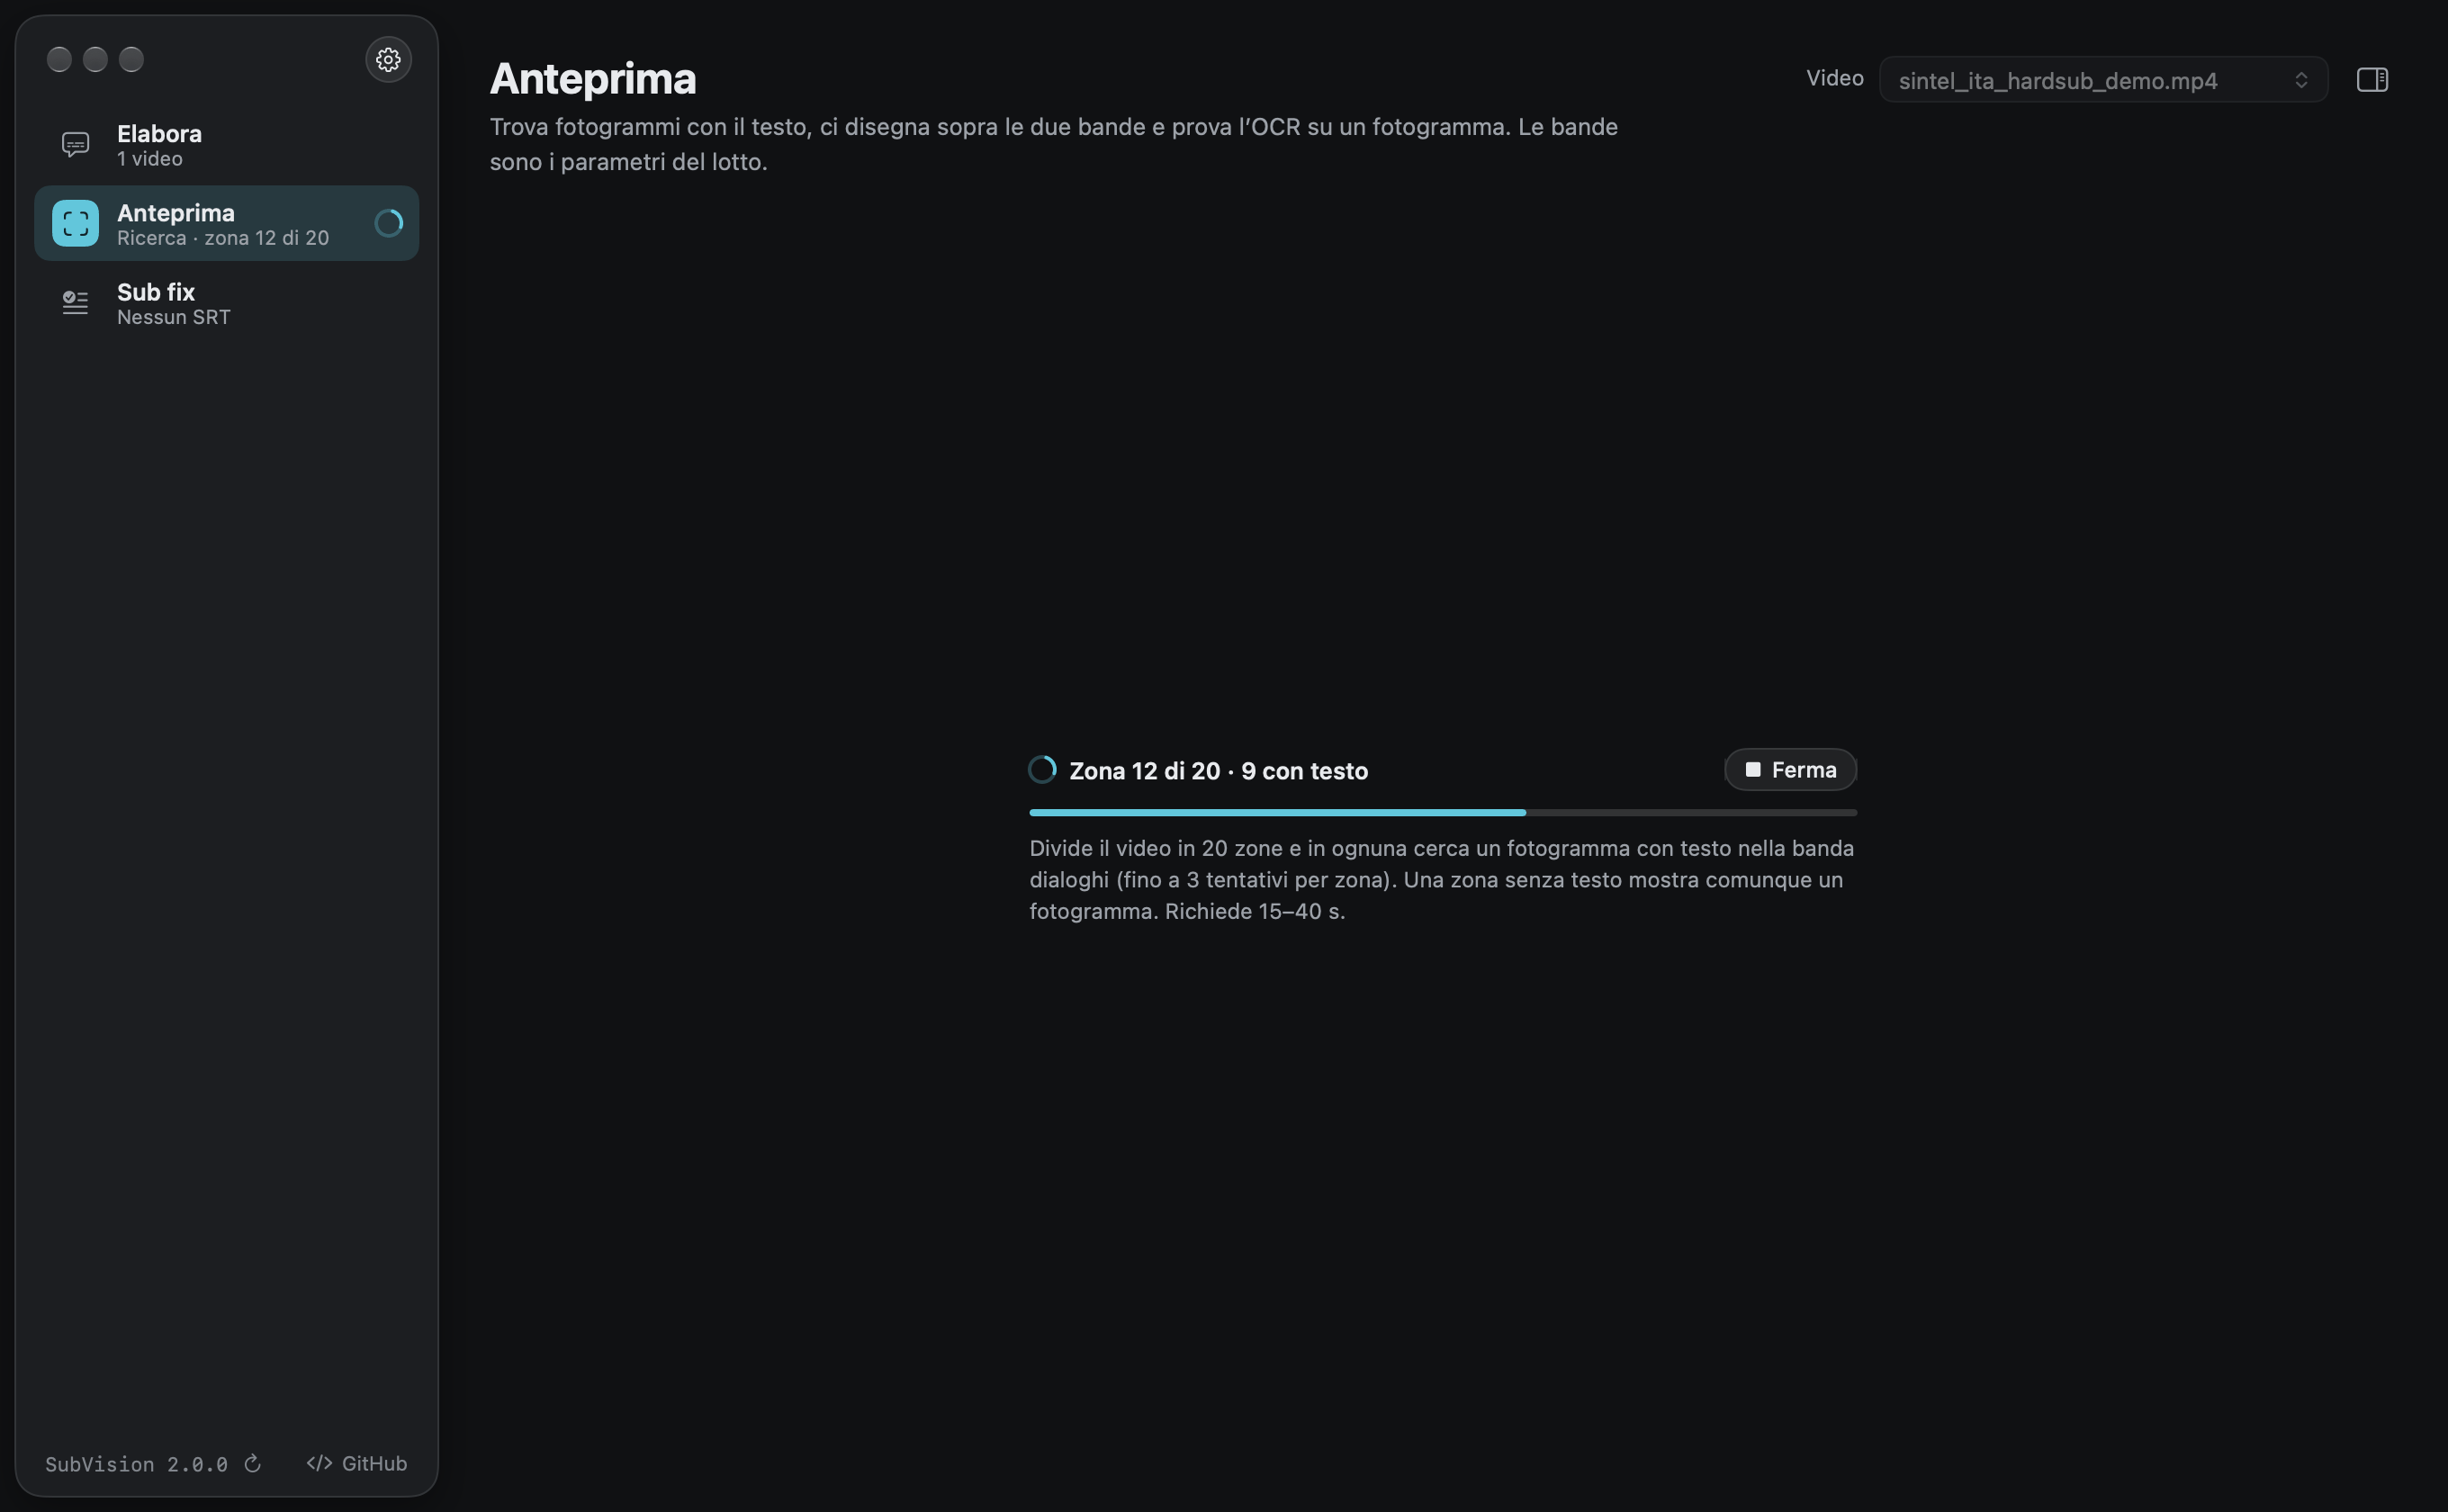 Elabora
1 video
Anteprima
Ricerca · zona 12 di 20
Sub fix
Nessun SRT
SubVision 2.0.0
</> GitHub
Anteprima
Trova fotogrammi con il testo, ci disegna sopra le due bande e prova l’OCR su un fotogramma. Le bande
sono i parametri del lotto.
Video
sintel_ita_hardsub_demo.mp4
Zona 12 di 20 · 9 con testo
Ferma
Divide il video in 20 zone e in ognuna cerca un fotogramma con testo nella banda
dialoghi (fino a 3 tentativi per zona). Una zona senza testo mostra comunque un
fotogramma. Richiede 15–40 s.